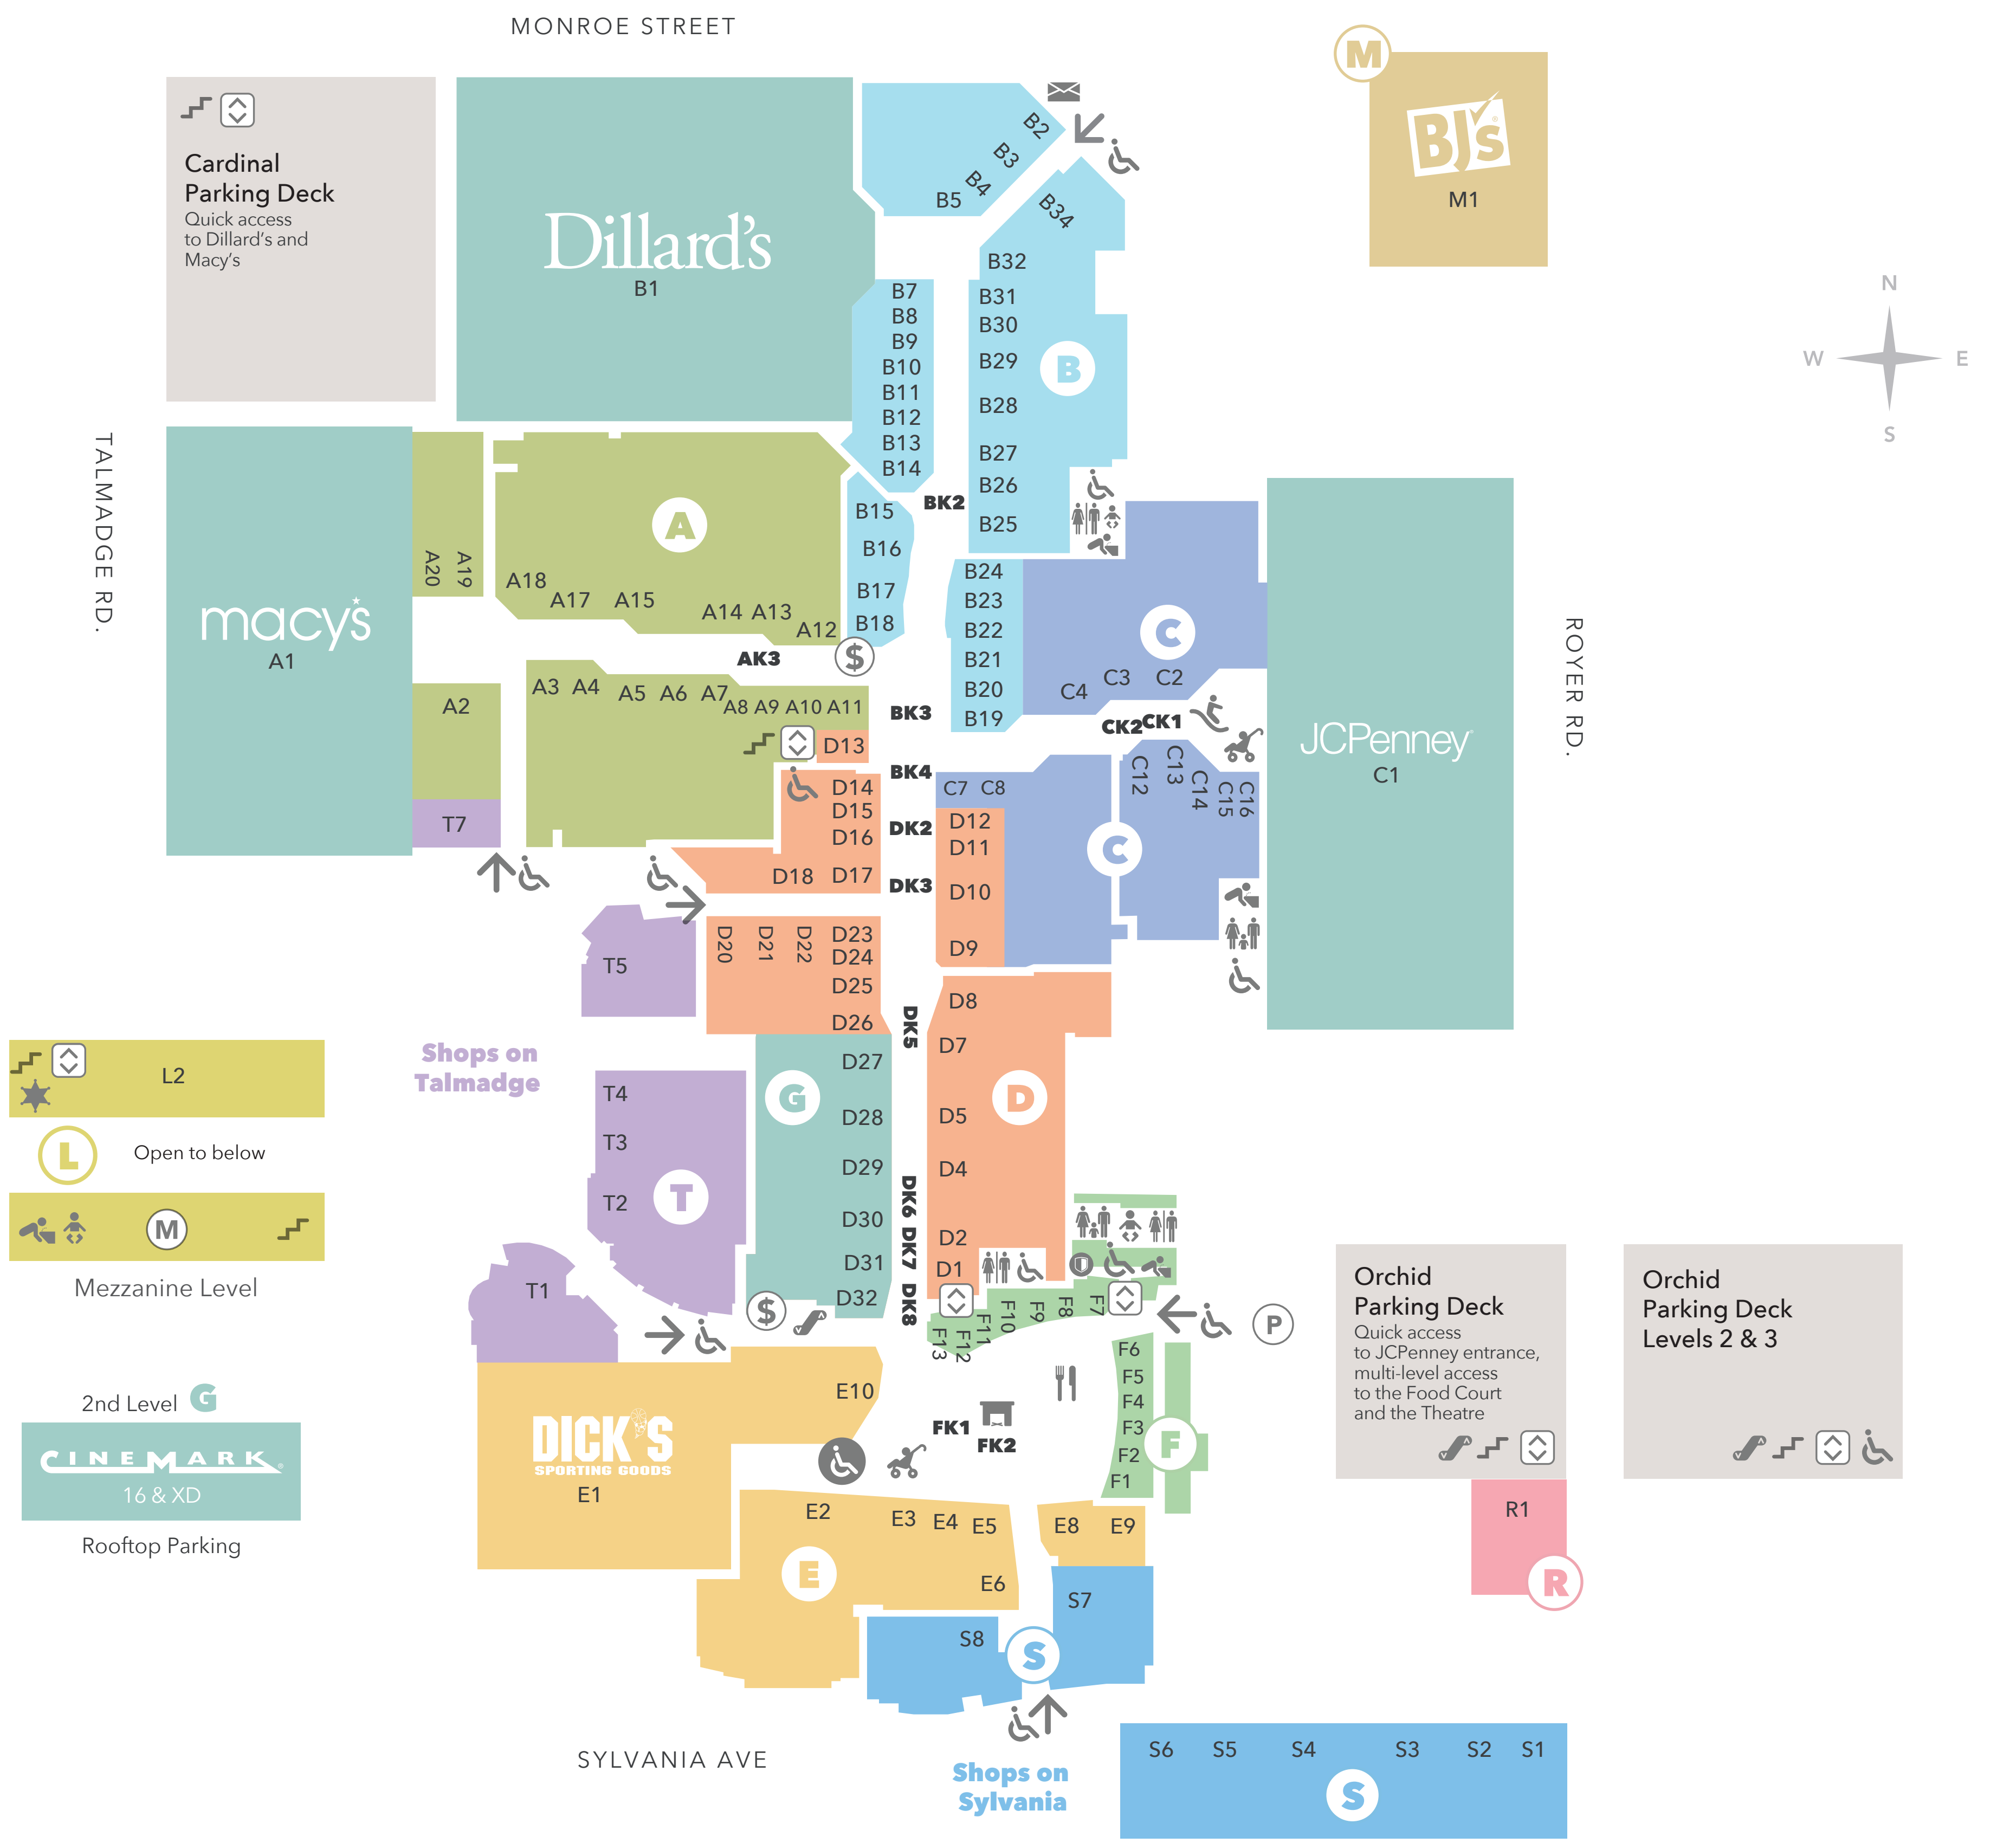 MONROE STREET
M
BJ's
M1
Cardinal
Parking Deck
Quick access
to Dillard's and
Macy's
Dillard's
B1
B2
B3
B4
B5
B34
B32
B7
B8
B9
B10
B11
B12
B13
B14
B31
B30
B29
B28
B27
B26
B25
B
N
W
E
S
TALMADGE RD.
macy's
A1
A20
A19
A
A18
A17
A15
A14
A13
A12
B15
B16
B17
B18
BK2
B24
B23
B22
B21
B20
B19
C
C4
C3
C2
CK2
CK1
JCPenney
C1
ROYER RD.
AK3
$
A2
T7
A3
A4
A5
A6
A7
A8
A9
A10
A11
BK3
BK4
D13
D14
D15
D16
D17
D18
DK2
DK3
C7
C8
D12
D11
D10
D9
C
C12
C13
C14
C15
C16
T5
D20
D21
D22
D23
D24
D25
D26
DK5
D8
D7
D5
D4
D2
D1
D
Shops on
Talmadge
T4
T3
T2
T
T1
G
D27
D28
D29
D30
D31
D32
DK6
DK7
DK8
$
L2
L
Open to below
M
Mezzanine Level
2nd Level
G
CINEMARK
16 & XD
Rooftop Parking
F13
F12
F11
F10
F9
F8
F7
P
F6
F5
F4
F3
F2
F1
F
FK1
FK2
DICK'S
SPORTING GOODS
E1
E10
E2
E3
E4
E5
E6
E8
E9
E
Orchid
Parking Deck
Quick access
to JCPenney entrance,
multi-level access
to the Food Court
and the Theatre
Orchid
Parking Deck
Levels 2 & 3
R1
R
S7
S8
S
SYLVANIA AVE
Shops on
Sylvania
S6
S5
S4
S3
S2
S1
S